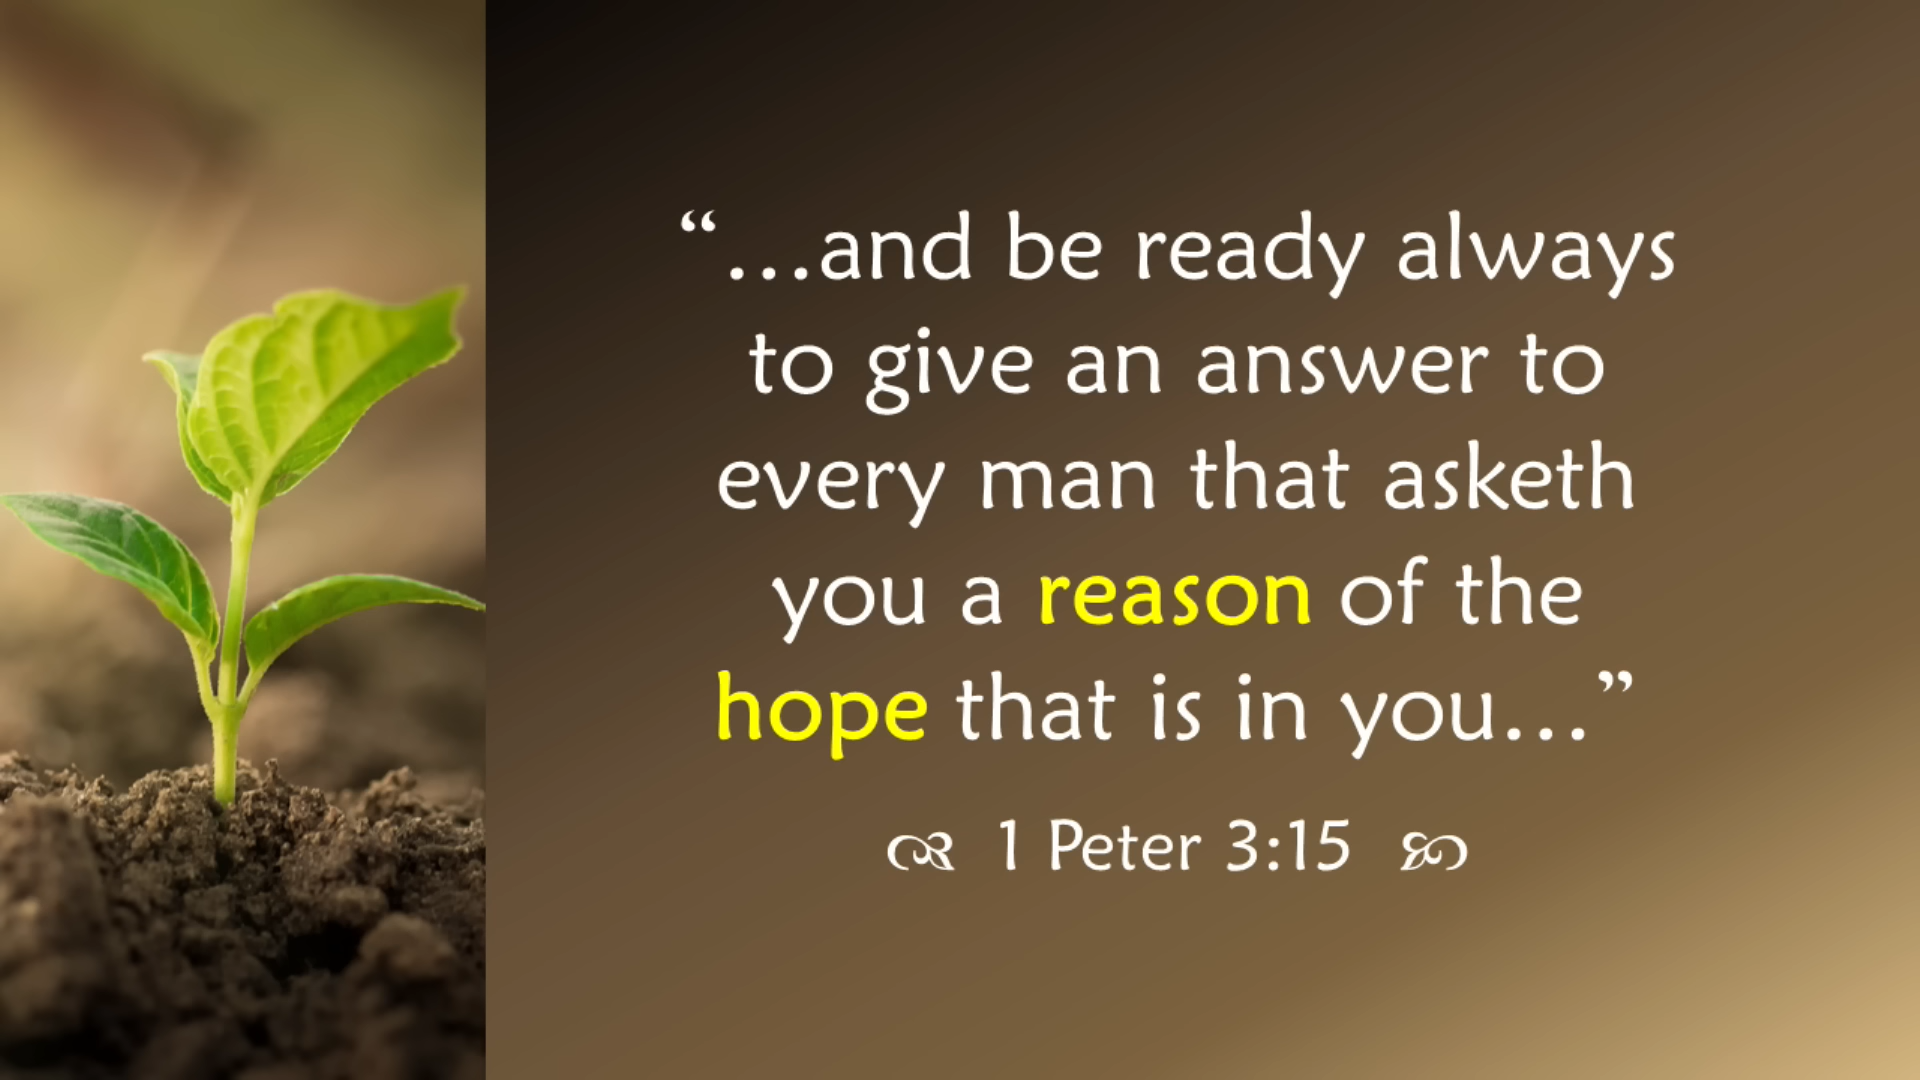 “…and be ready always
to give an answer to
every man that asketh
you a reason of the
hope that is in you…”
1 Peter 3:15